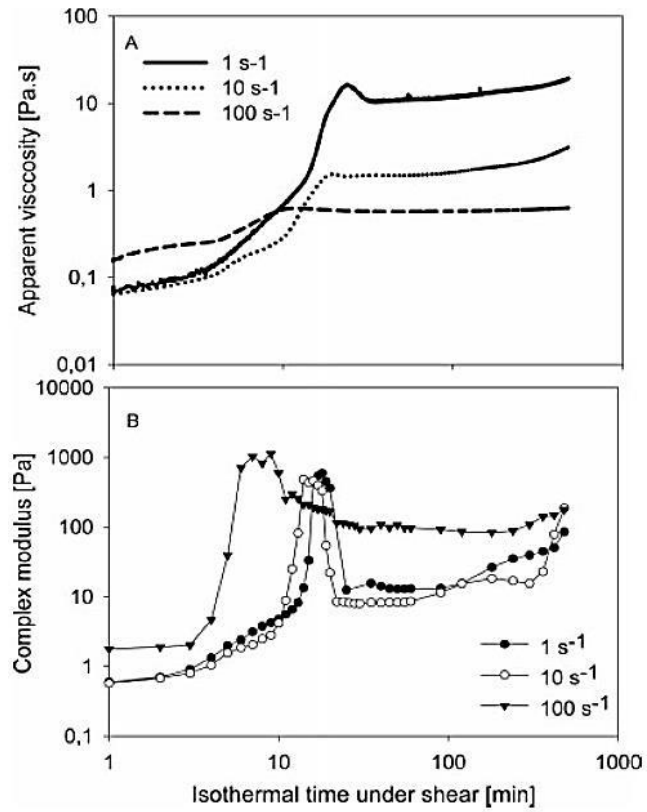 100
A
1 s-1
10 s-1
100 s-1
10
1
0,1
0,01
Apparent visccosity [Pa.s]
10000
B
1000
100
10
1
0,1
Complex modulus [Pa]
1 s-1
10 s-1
100 s-1
1 10 100 1000
Isothermal time under shear [min]